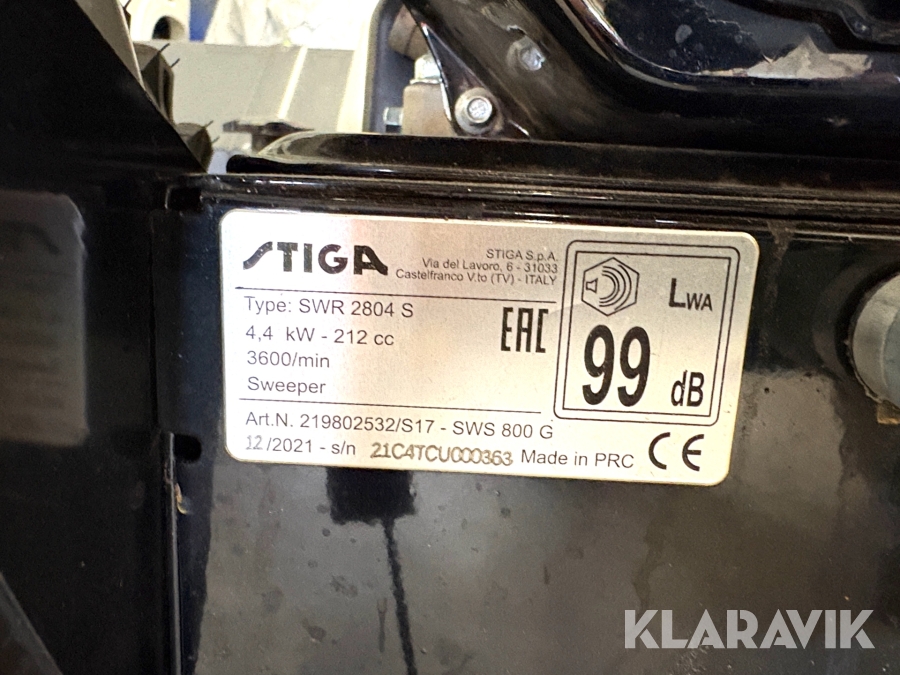 STIGA
STIGA S.p.A.
Via del Lavoro, 6 - 31033
Castelfranco V.to (TV) - ITALY
Type: SWR 2804 S
4,4 kW - 212 cc
3600/min
Sweeper
EAC
LWA
99 dB
Art.N. 219802532/S17 - SWS 800 G
12/2021 - s/n 21C4TCU000363 Made in PRC CE
KLARAVIK